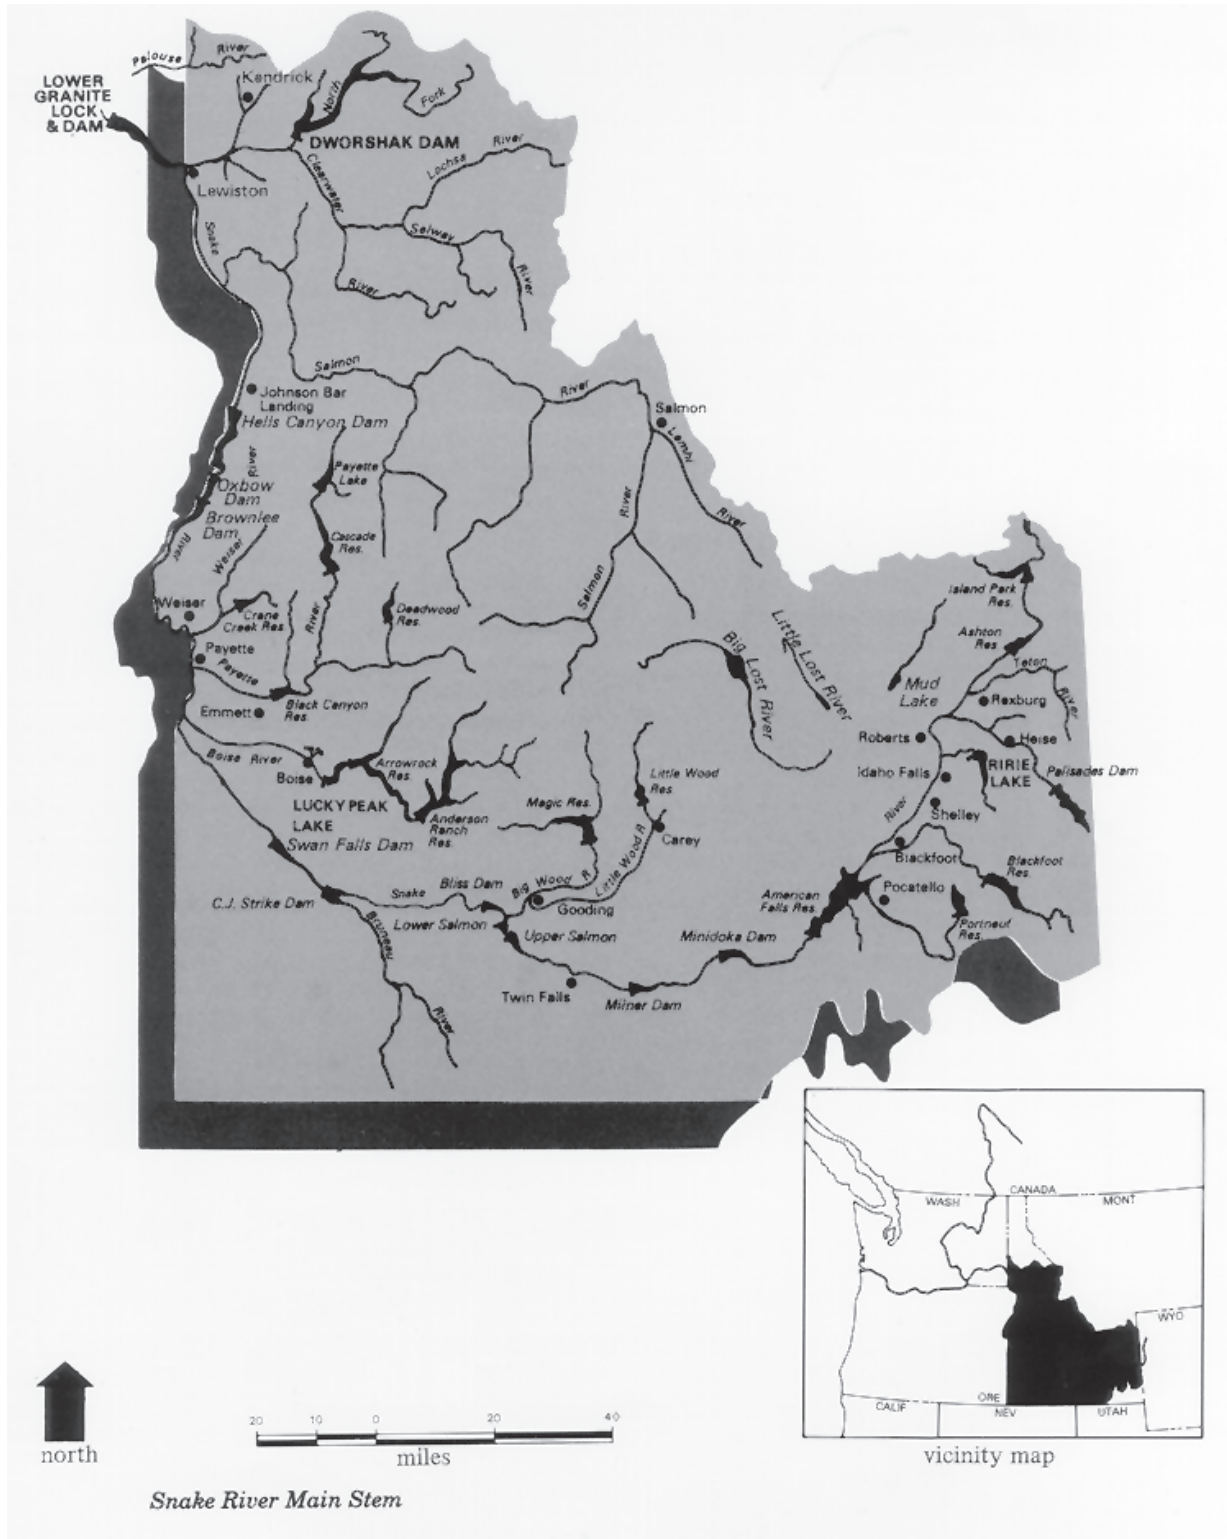 Palouse River
Kendrick
LOWER
GRANITE
LOCK
& DAM
North
Fork
DWORSHAK DAM
Clearwater
Lochsa River
Lewiston
Snake
Selway
River
River
Salmon
River
Johnson Bar
Landing
Hells Canyon Dam
Salmon
Lemhi
River
River
Payette
Lake
Oxbow
Dam
Brownlee
Dam
River
River
Cascade
Res.
Weiser
Salmon
Island Park
Res.
Weiser
Crane
Creek Res.
River
Deadwood
Res.
Little Lost River
Ashton
Res
Payette
Payette
Big Lost River
Teton
River
Mud
Lake
Rexburg
Emmett
Black Canyon
Res.
Roberts
Heise
Boise River
Boise
Arrowrock
Res.
Little Wood
Res
Idaho Falls
RIRIE
LAKE
Palisades Dam
LUCKY PEAK
LAKE
Anderson
Ranch
Res.
Magic Res.
River
Shelley
Swan Falls Dam
Carey
Blackfoot
Blackfoot
Res.
C.J. Strike Dam
Snake
Bliss Dam
Big Wood R
Little Wood R
American
Falls Res.
Pocatello
Gooding
Bruneau
Lower Salmon
Upper Salmon
Minidoka Dam
Portneuf
Res.
Twin Falls
Milner Dam
River
CANADA
WASH
MONT
WYO
ORE
CALIF
NEV
UTAH
20 10 0 20 40
north
miles
vicinity map
Snake River Main Stem